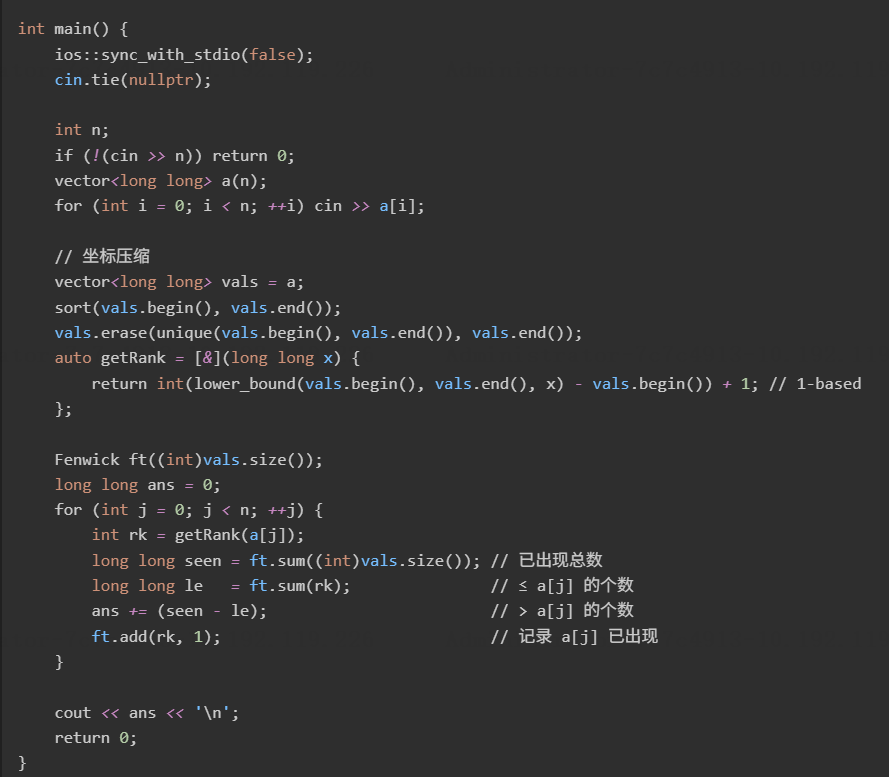 int main() {
    ios::sync_with_stdio(false);
    cin.tie(nullptr);

    int n;
    if (!(cin >> n)) return 0;
    vector<long long> a(n);
    for (int i = 0; i < n; ++i) cin >> a[i];

    // 坐标压缩
    vector<long long> vals = a;
    sort(vals.begin(), vals.end());
    vals.erase(unique(vals.begin(), vals.end()), vals.end());
    auto getRank = [&](long long x) {
        return int(lower_bound(vals.begin(), vals.end(), x) - vals.begin()) + 1; // 1-based
    };

    Fenwick ft((int)vals.size());
    long long ans = 0;
    for (int j = 0; j < n; ++j) {
        int rk = getRank(a[j]);
        long long seen = ft.sum((int)vals.size()); // 已出现总数
        long long le   = ft.sum(rk);               // ≤ a[j] 的个数
        ans += (seen - le);                        // > a[j] 的个数
        ft.add(rk, 1);                             // 记录 a[j] 已出现
    }

    cout << ans << '\n';
    return 0;
}